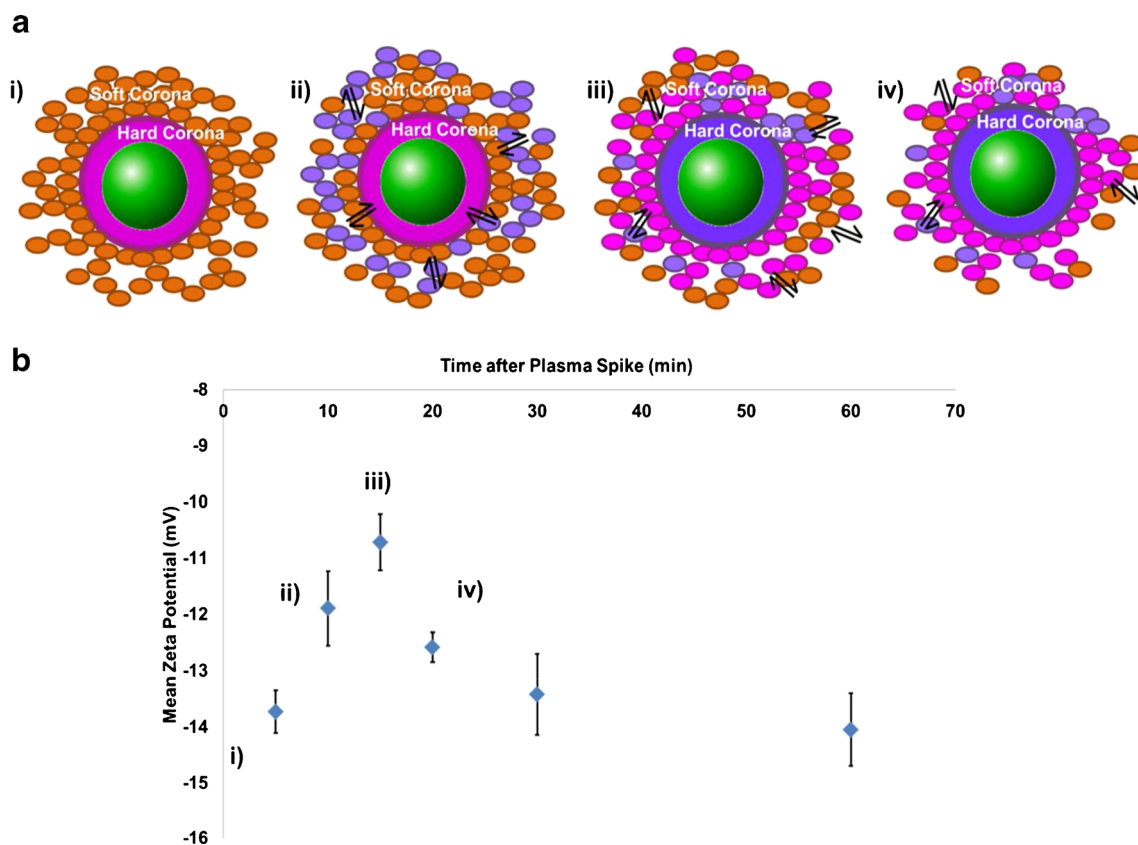 a
i)
ii)
iii)
iv)
Soft Corona
Soft Corona
Soft Corona
Soft Corona
Hard Corona
Hard Corona
Hard Corona
Hard Corona
b
Time after Plasma Spike (min)
0 10 20 30 40 50 60 70
Mean Zeta Potential (mV)
-8
-9
-10
-11
-12
-13
-14
-15
-16
iii)
ii)
iv)
i)